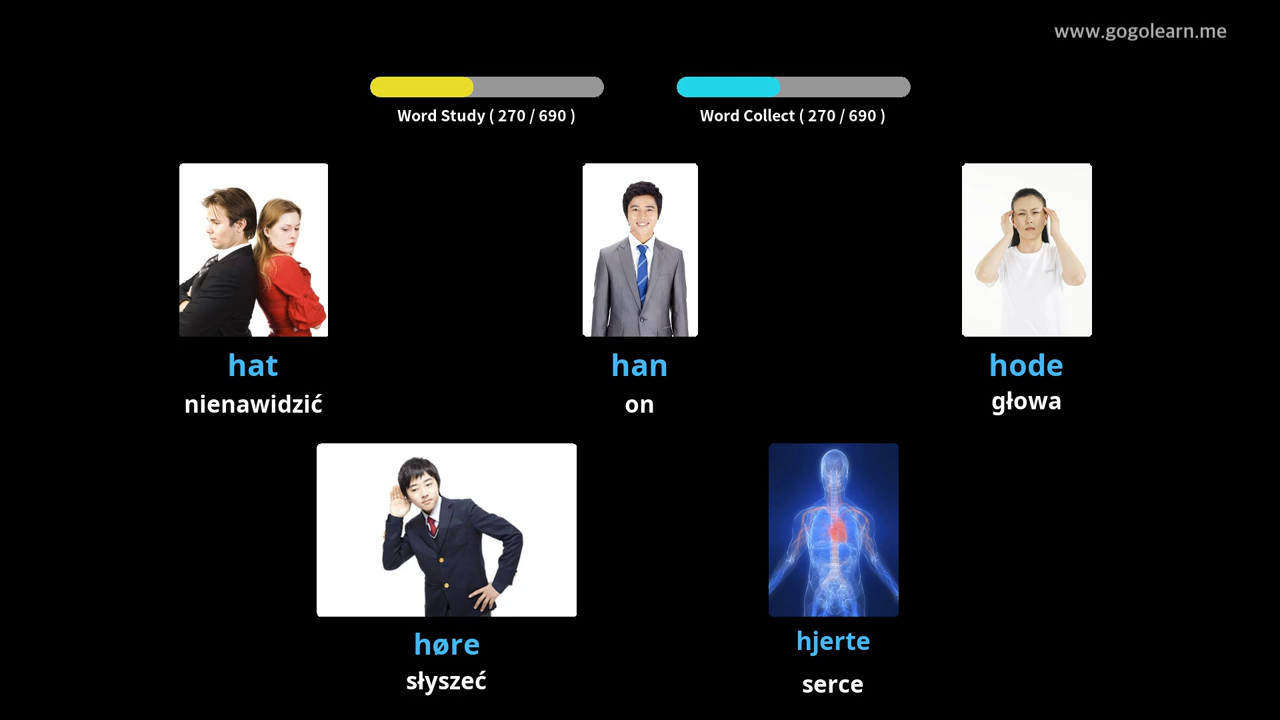 www.gogolearn.me
Word Study ( 270 / 690 )
Word Collect ( 270 / 690 )
hat
nienawidzić
han
on
hode
głowa
høre
słyszeć
hjerte
serce